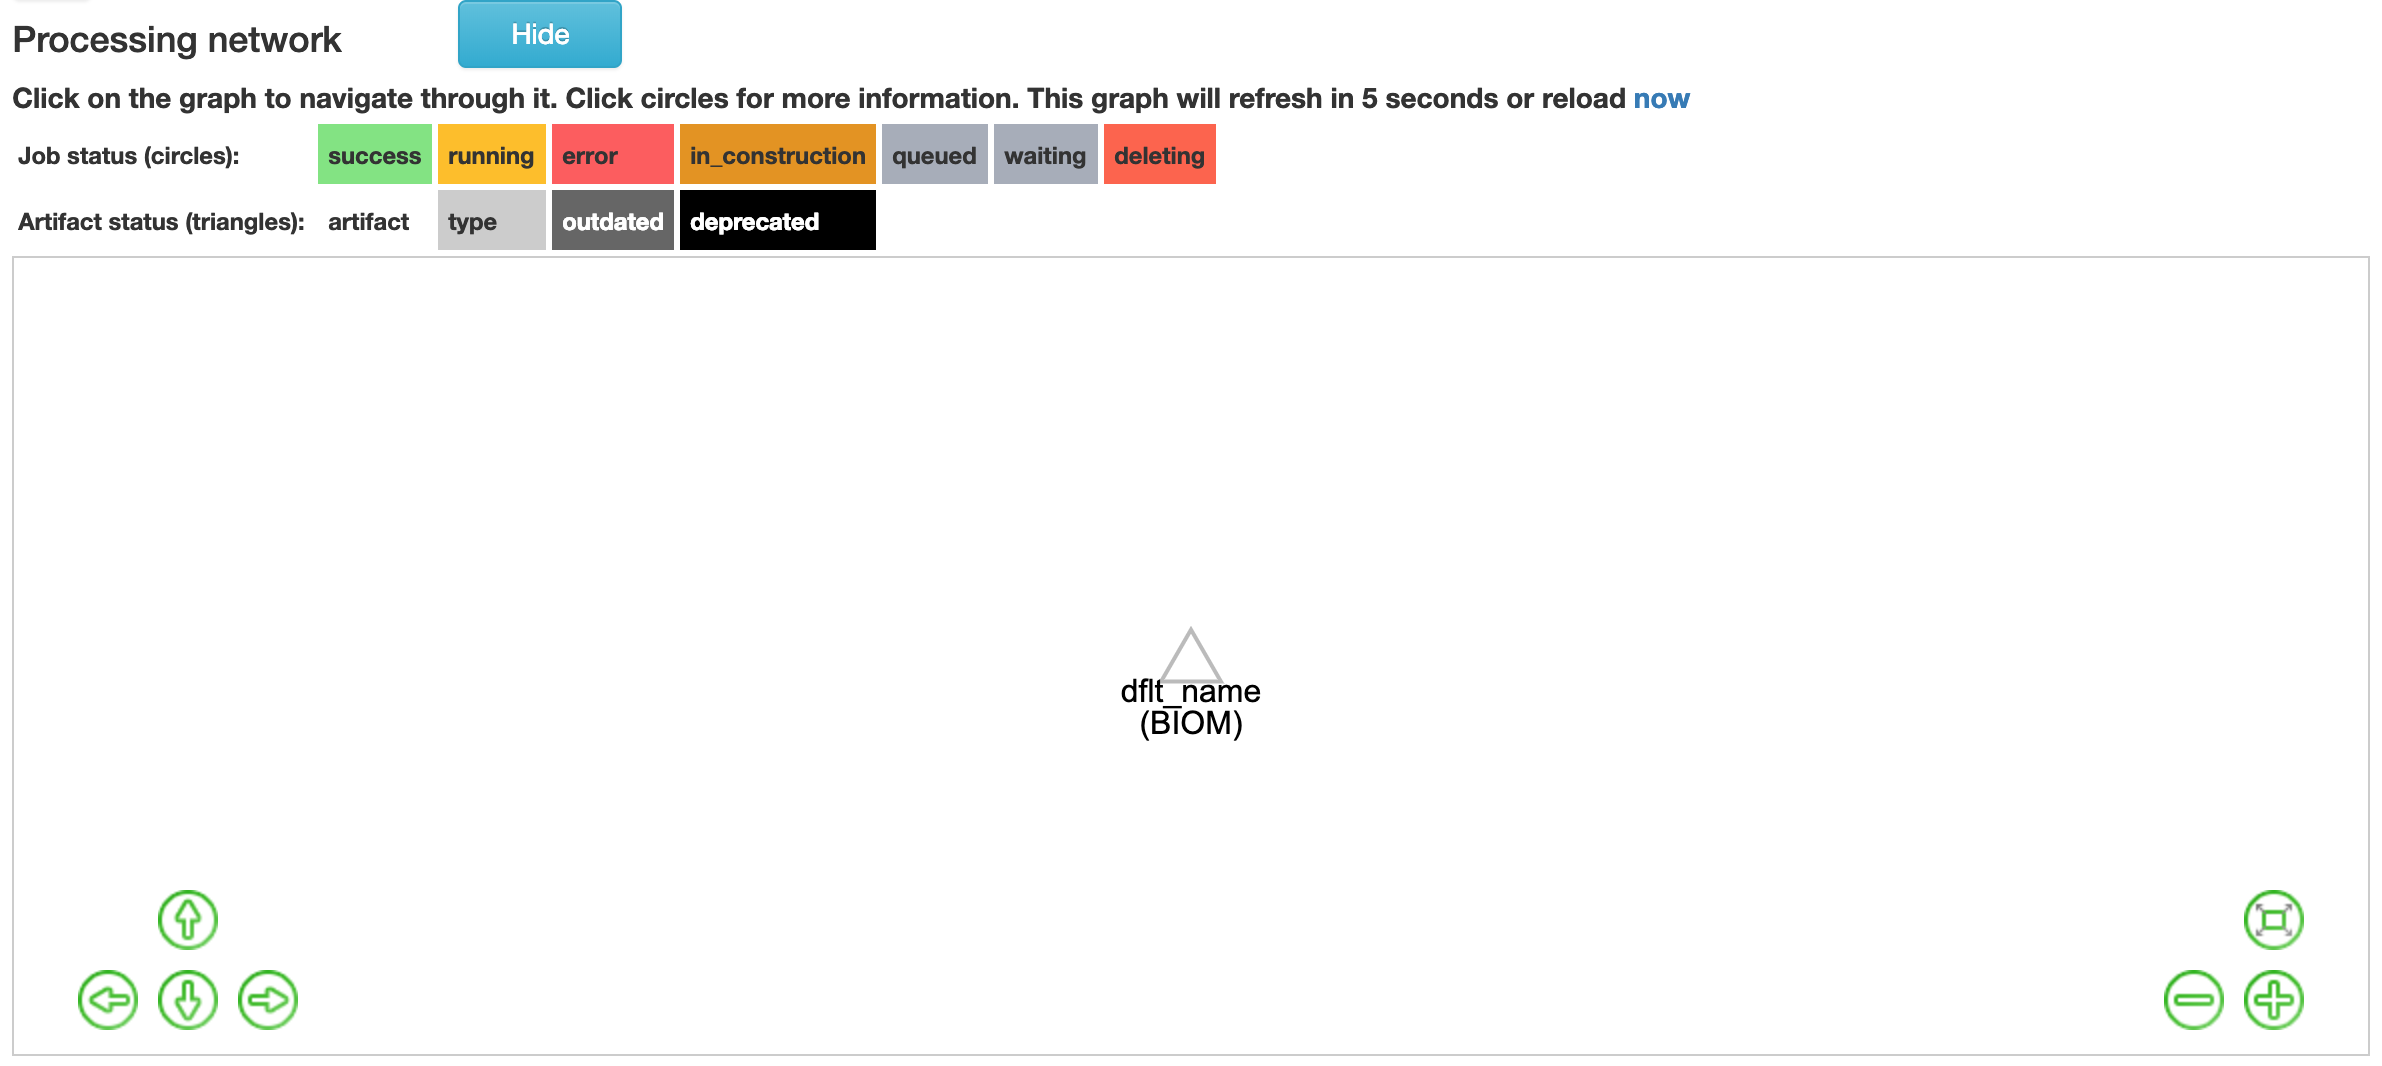 Processing network
Hide
Click on the graph to navigate through it. Click circles for more information. This graph will refresh in 5 seconds or reload now
Job status (circles): success running error in_construction queued waiting deleting
Artifact status (triangles): artifact type outdated deprecated
dflt_name
(BIOM)